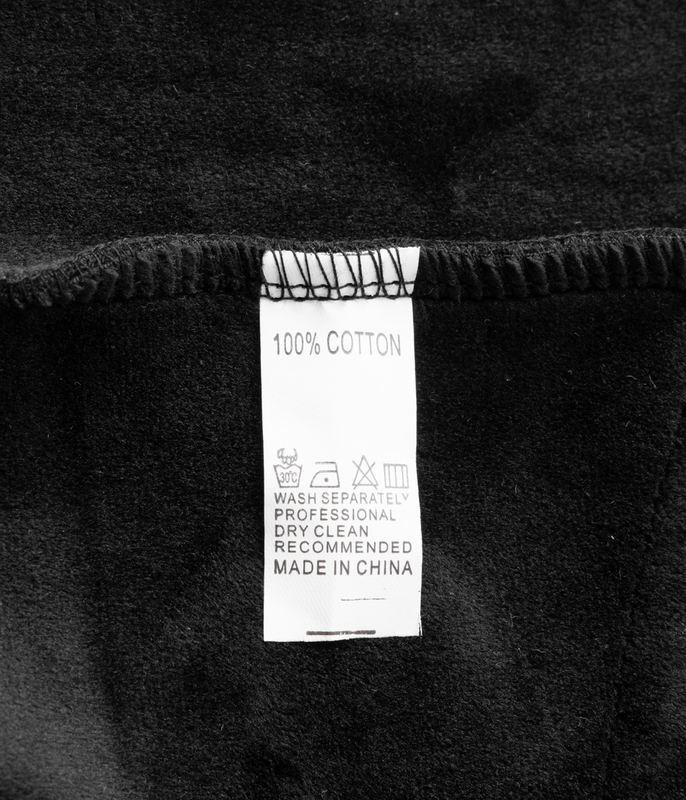 100% COTTON
30°C
WASH SEPARATELY
PROFESSIONAL
DRY CLEAN
RECOMMENDED
MADE IN CHINA